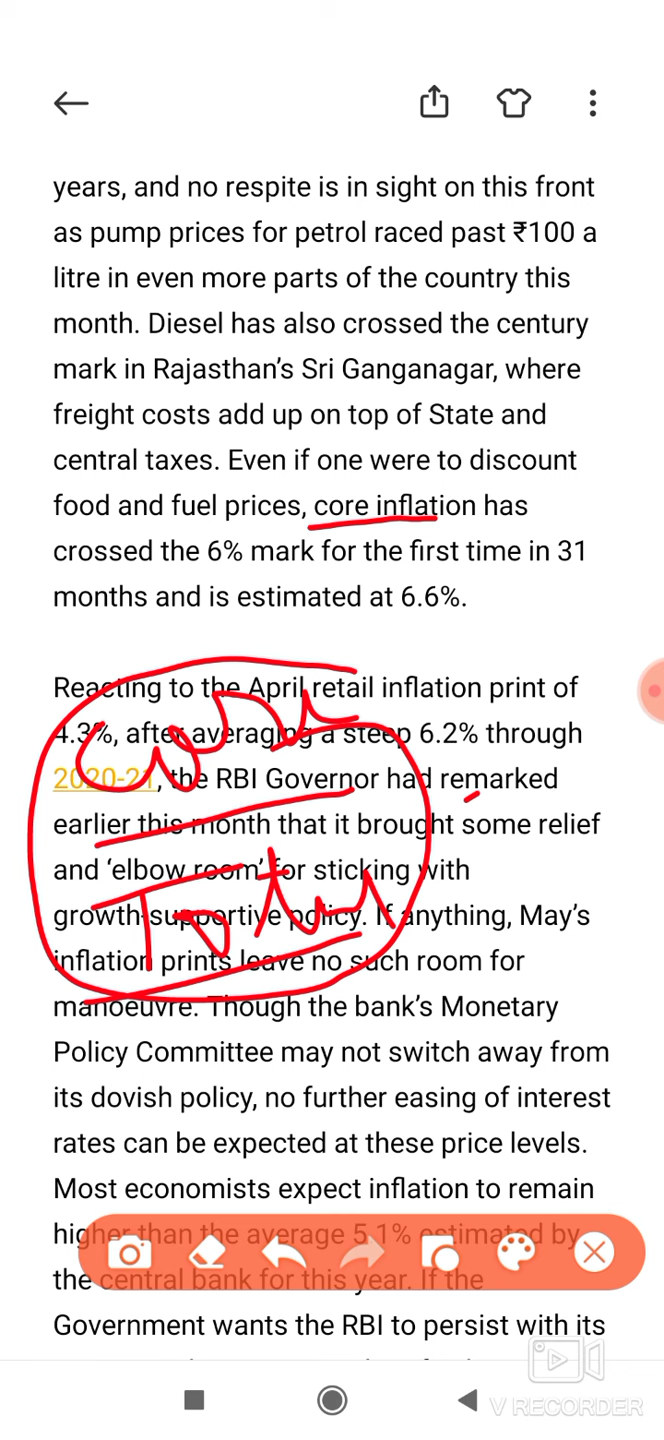 years, and no respite is in sight on this front
as pump prices for petrol raced past ₹100 a
litre in even more parts of the country this
month. Diesel has also crossed the century
mark in Rajasthan’s Sri Ganganagar, where
freight costs add up on top of State and
central taxes. Even if one were to discount
food and fuel prices, core inflation has
crossed the 6% mark for the first time in 31
months and is estimated at 6.6%.
Reacting to the April retail inflation print of
4.3%, after averaging a steep 6.2% through
2020-21, the RBI Governor had remarked
earlier this month that it brought some relief
and ‘elbow room’ for sticking with
growth-supportive policy. If anything, May’s
inflation prints leave no such room for
manoeuvre. Though the bank’s Monetary
Policy Committee may not switch away from
its dovish policy, no further easing of interest
rates can be expected at these price levels.
Most economists expect inflation to remain
higher than the average 5.1% estimated by
the central bank for this year. If the
Government wants the RBI to persist with its
V RECORDER